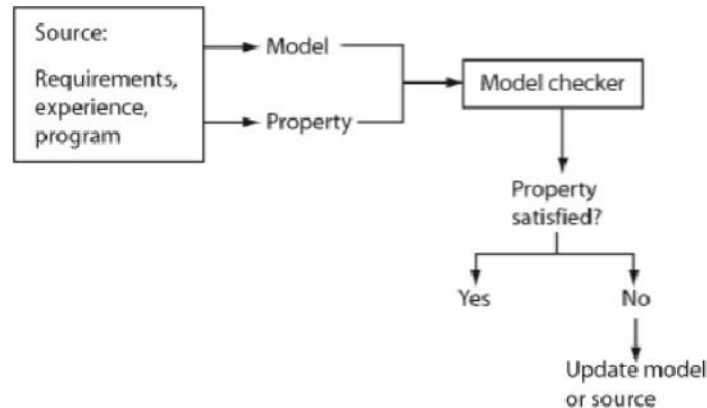 Source:
Requirements,
experience,
program
Model
Property
Model checker
Property
satisfied?
Yes
No
Update model
or source